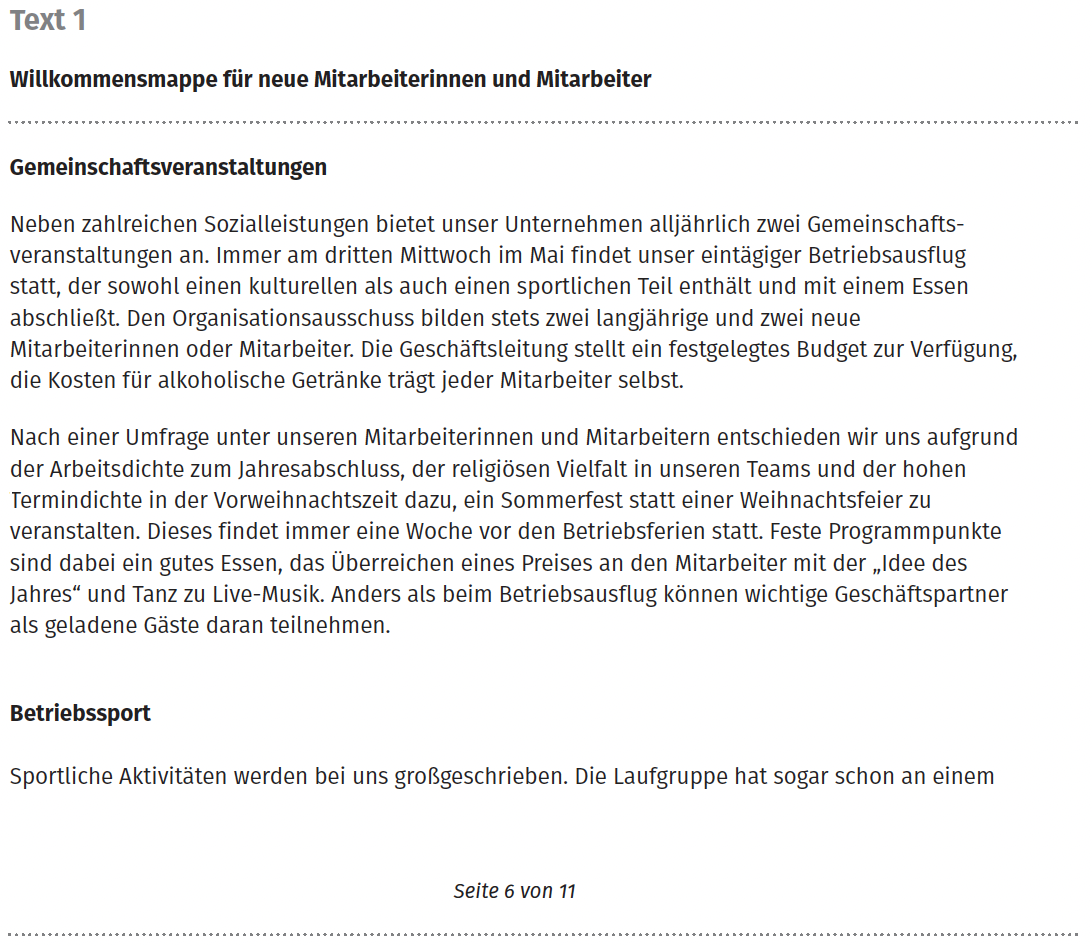 Text 1
Willkommensmappe für neue Mitarbeiterinnen und Mitarbeiter
Gemeinschaftsveranstaltungen
Neben zahlreichen Sozialleistungen bietet unser Unternehmen alljährlich zwei Gemeinschafts-
veranstaltungen an. Immer am dritten Mittwoch im Mai findet unser eintägiger Betriebsausflug
statt, der sowohl einen kulturellen als auch einen sportlichen Teil enthält und mit einem Essen
abschließt. Den Organisationsausschuss bilden stets zwei langjährige und zwei neue
Mitarbeiterinnen oder Mitarbeiter. Die Geschäftsleitung stellt ein festgelegtes Budget zur Verfügung,
die Kosten für alkoholische Getränke trägt jeder Mitarbeiter selbst.
Nach einer Umfrage unter unseren Mitarbeiterinnen und Mitarbeitern entschieden wir uns aufgrund
der Arbeitsdichte zum Jahresabschluss, der religiösen Vielfalt in unseren Teams und der hohen
Termindichte in der Vorweihnachtszeit dazu, ein Sommerfest statt einer Weihnachtsfeier zu
veranstalten. Dieses findet immer eine Woche vor den Betriebsferien statt. Feste Programmpunkte
sind dabei ein gutes Essen, das Überreichen eines Preises an den Mitarbeiter mit der „Idee des
Jahres“ und Tanz zu Live-Musik. Anders als beim Betriebsausflug können wichtige Geschäftspartner
als geladene Gäste daran teilnehmen.
Betriebssport
Sportliche Aktivitäten werden bei uns großgeschrieben. Die Laufgruppe hat sogar schon an einem
Seite 6 von 11